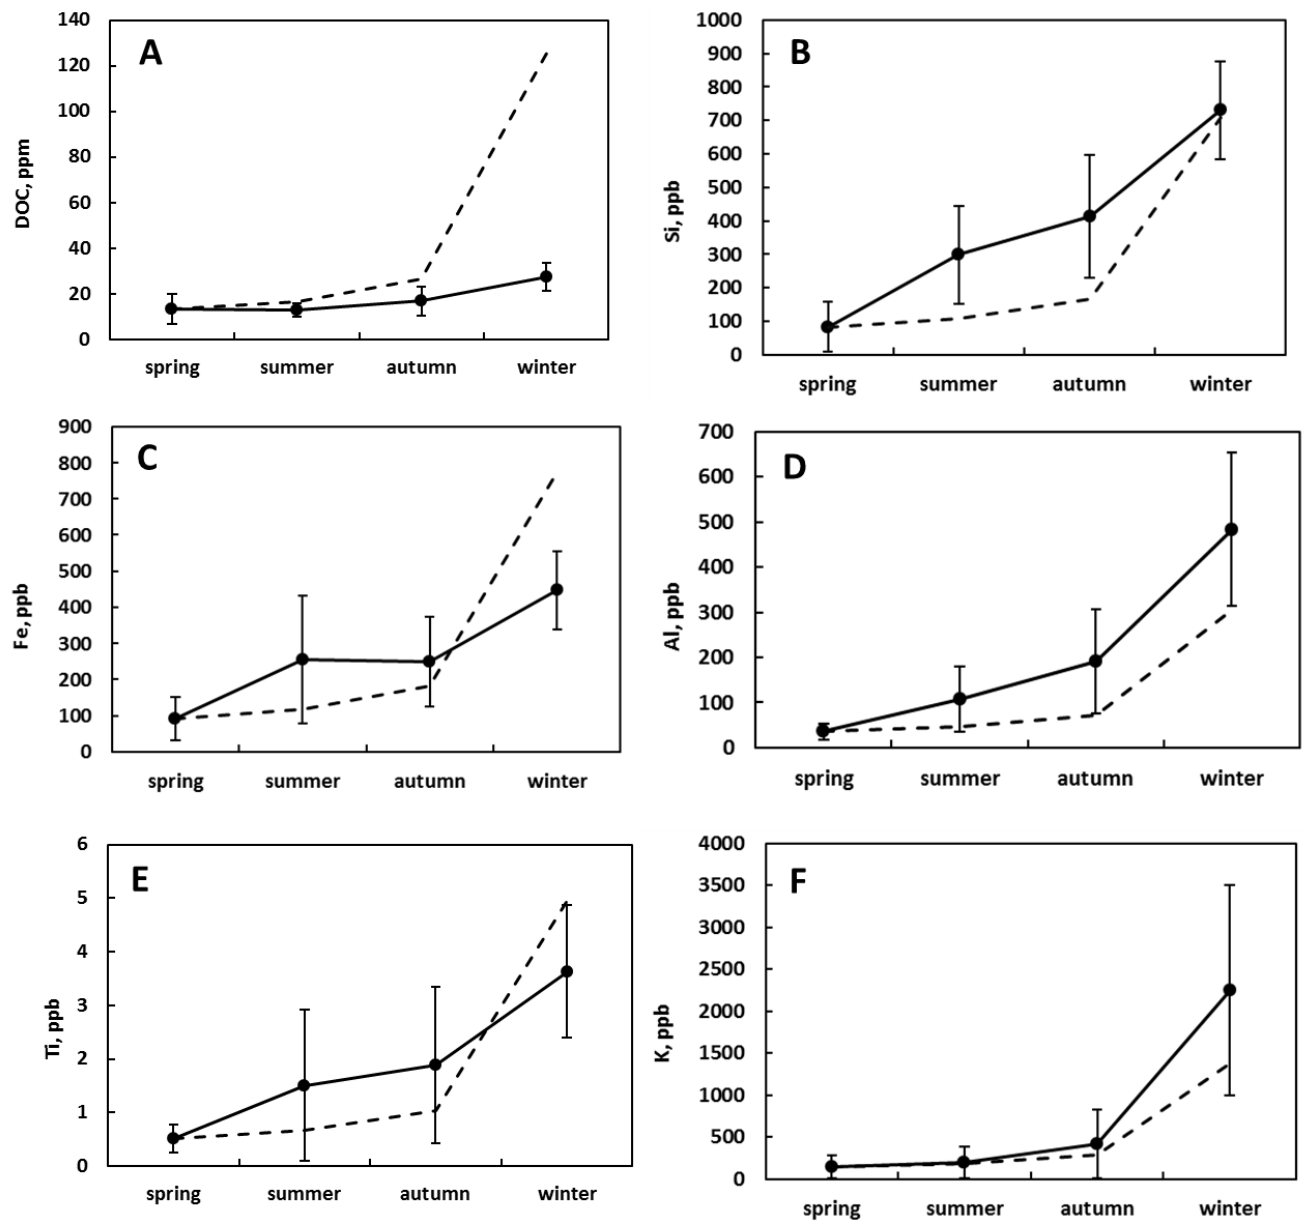 A
DOC, ppm
140
120
100
80
60
40
20
0
spring summer autumn winter
B
Si, ppb
1000
900
800
700
600
500
400
300
200
100
0
spring summer autumn winter
C
Fe, ppb
900
800
700
600
500
400
300
200
100
0
spring summer autumn winter
D
Al, ppb
700
600
500
400
300
200
100
0
spring summer autumn winter
E
Ti, ppb
6
5
4
3
2
1
0
spring summer autumn winter
F
K, ppb
4000
3500
3000
2500
2000
1500
1000
500
0
spring summer autumn winter